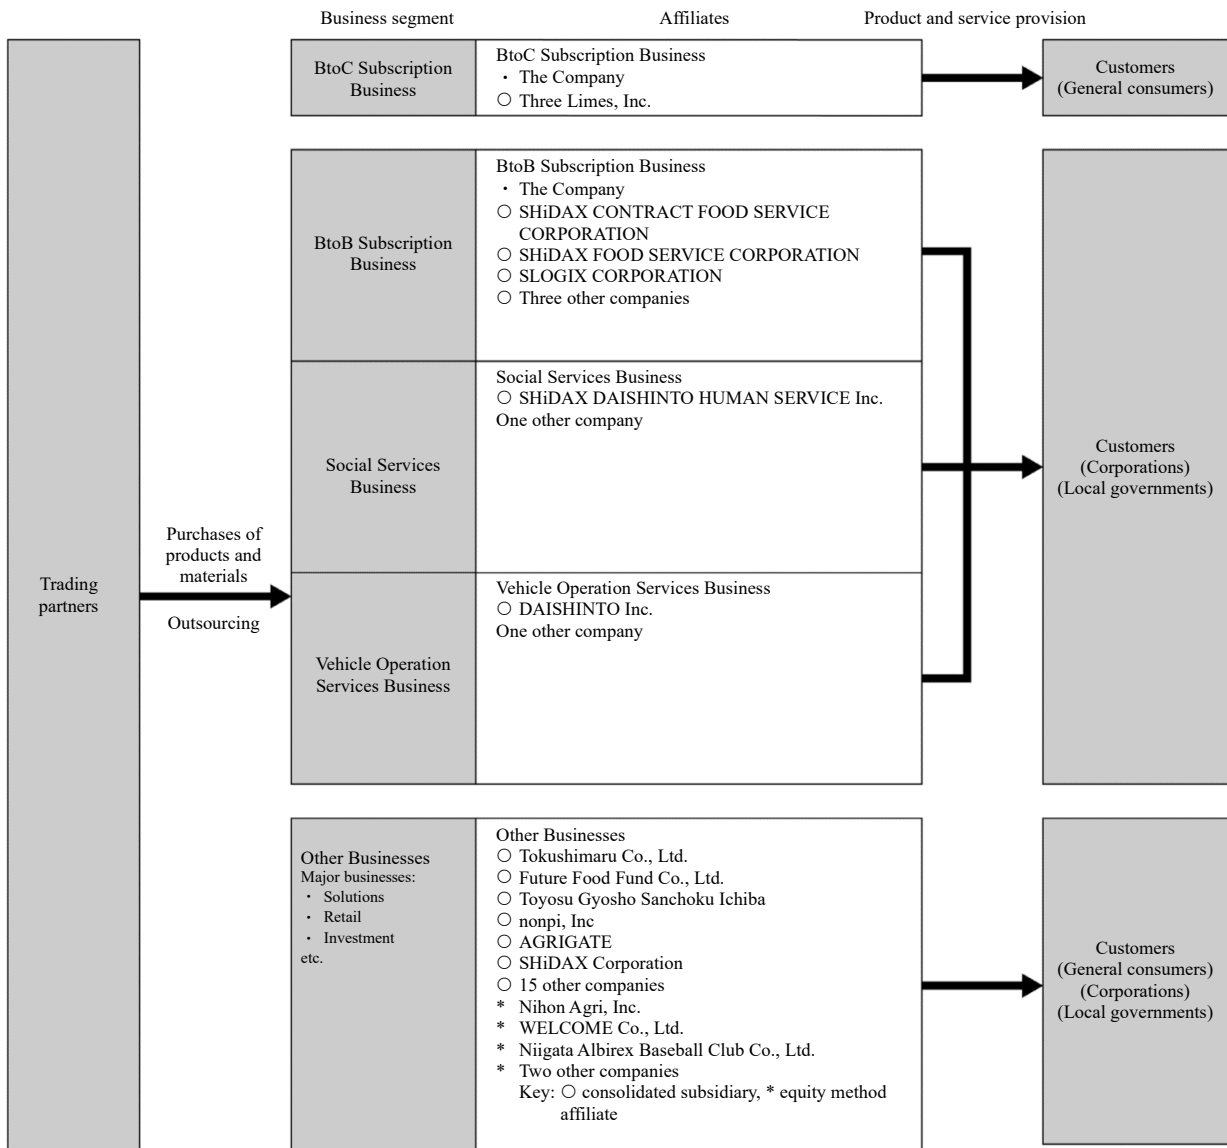 Business segment
Affiliates
Product and service provision
Trading
partners
Purchases of
products and
materials
Outsourcing
BtoC Subscription
Business
BtoC Subscription Business
・ The Company
○ Three Limes, Inc.
Customers
(General consumers)
BtoB Subscription
Business
BtoB Subscription Business
・ The Company
○ SHiDAX CONTRACT FOOD SERVICE
CORPORATION
○ SHiDAX FOOD SERVICE CORPORATION
○ SLOGIX CORPORATION
○ Three other companies
Social Services
Business
Social Services Business
○ SHiDAX DAISHINTO HUMAN SERVICE Inc.
One other company
Vehicle Operation
Services Business
Vehicle Operation Services Business
○ DAISHINTO Inc.
One other company
Customers
(Corporations)
(Local governments)
Other Businesses
Major businesses:
・ Solutions
・ Retail
・ Investment
etc.
Other Businesses
○ Tokushimaru Co., Ltd.
○ Future Food Fund Co., Ltd.
○ Toyosu Gyosho Sanchoku Ichiba
○ nonpi, Inc
○ AGRIGATE
○ SHiDAX Corporation
○ 15 other companies
* Nihon Agri, Inc.
* WELCOME Co., Ltd.
* Niigata Albirex Baseball Club Co., Ltd.
* Two other companies
Key: ○ consolidated subsidiary, * equity method
affiliate
Customers
(General consumers)
(Corporations)
(Local governments)